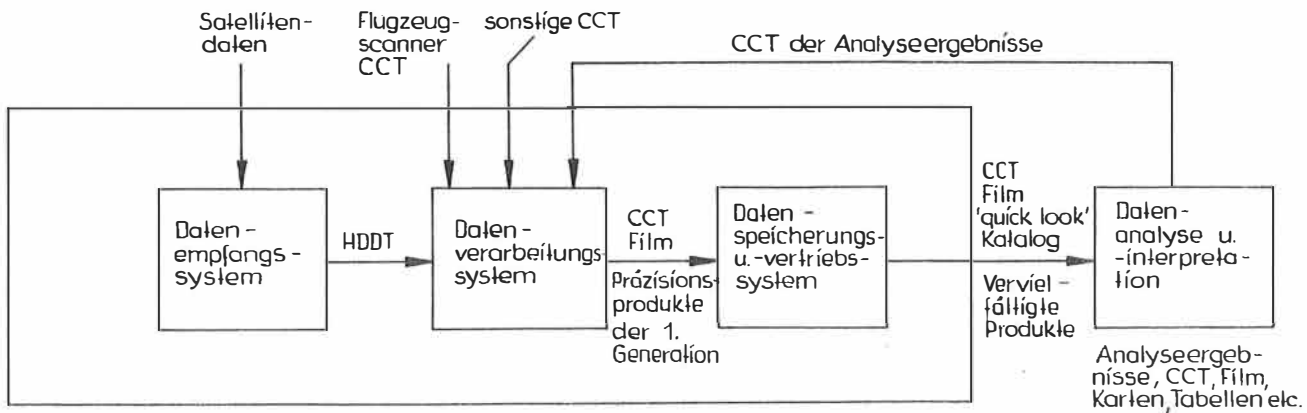 Satelliten-
daten
Flugzeug-
scanner
CCT
sonstige CCT
CCT der Analyseergebnisse
Daten-
empfangs-
system
HDDT
Daten-
verarbeitungs-
system
CCT
Film
Präzisions-
produkte
der 1.
Generation
Daten-
speicherungs-
u.-vertriebs-
system
CCT
Film
'quick look'
Katalog
Verviel-
fältigte
Produkte
Daten-
analyse u.
-interpreta-
tion
Analyseergeb-
nisse, CCT, Film,
Karten, Tabellen etc.